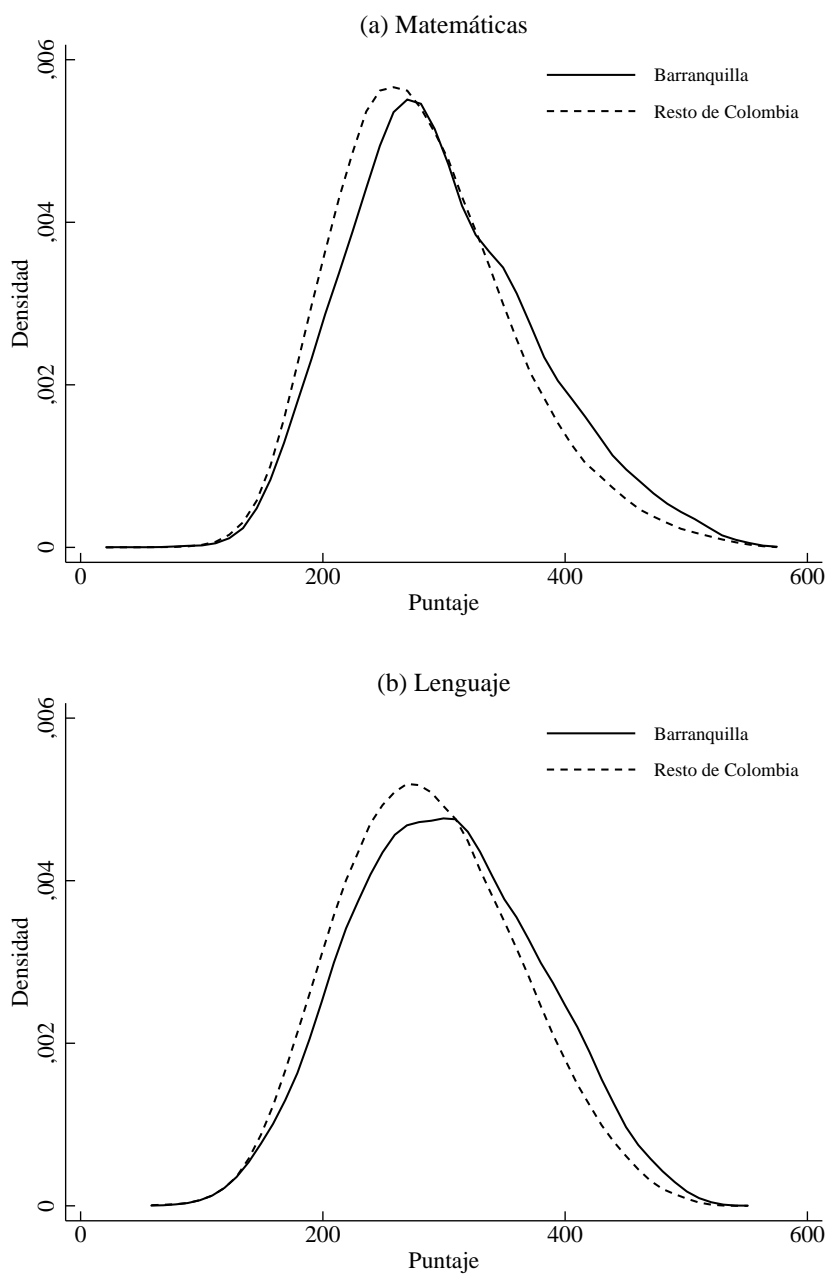 (a) Matemáticas
,006
Barranquilla
Resto de Colombia
,004
Densidad
,002
0
0 200 400 600
Puntaje
(b) Lenguaje
,006
Barranquilla
Resto de Colombia
,004
Densidad
,002
0
0 200 400 600
Puntaje